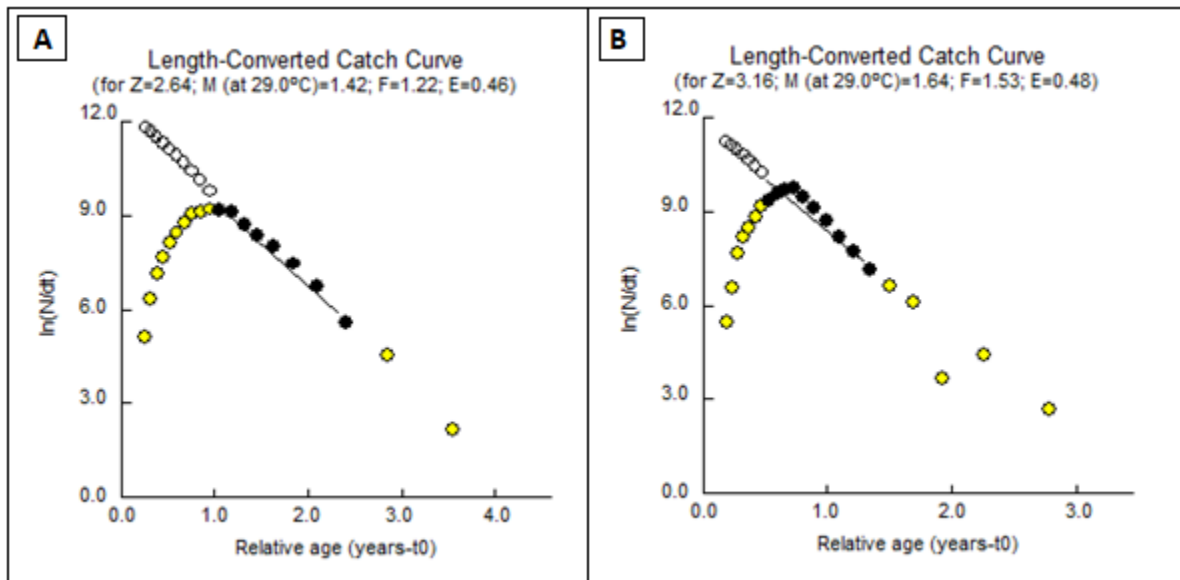 A
Length-Converted Catch Curve
(for Z=2.64; M (at 29.0ºC)=1.42; F=1.22; E=0.46)
12.0
9.0
6.0
3.0
0.0
ln(N/dt)
0.0 1.0 2.0 3.0 4.0
Relative age (years-t0)
B
Length-Converted Catch Curve
(for Z=3.16; M (at 29.0ºC)=1.64; F=1.53; E=0.48)
12.0
9.0
6.0
3.0
0.0
ln(N/dt)
0.0 1.0 2.0 3.0
Relative age (years-t0)